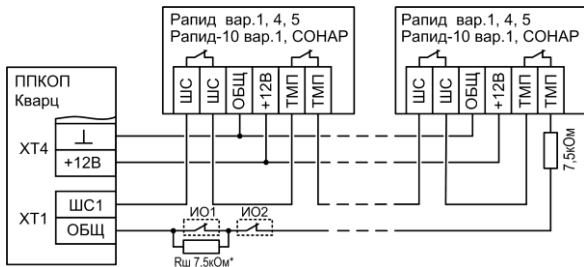 Рапид вар.1, 4, 5
Рапид-10 вар.1, СОНАР
ШС
ШС
ОБЩ
+12В
ТМП
ТМП
Рапид вар.1, 4, 5
Рапид-10 вар.1, СОНАР
ШС
ШС
ОБЩ
+12В
ТМП
ТМП
ППКОП
Кварц
ХТ4
⊥
+12В
7,5кОм
ХТ1
ШС1
ОБЩ
ИО1
ИО2
Rш 7.5кОм*